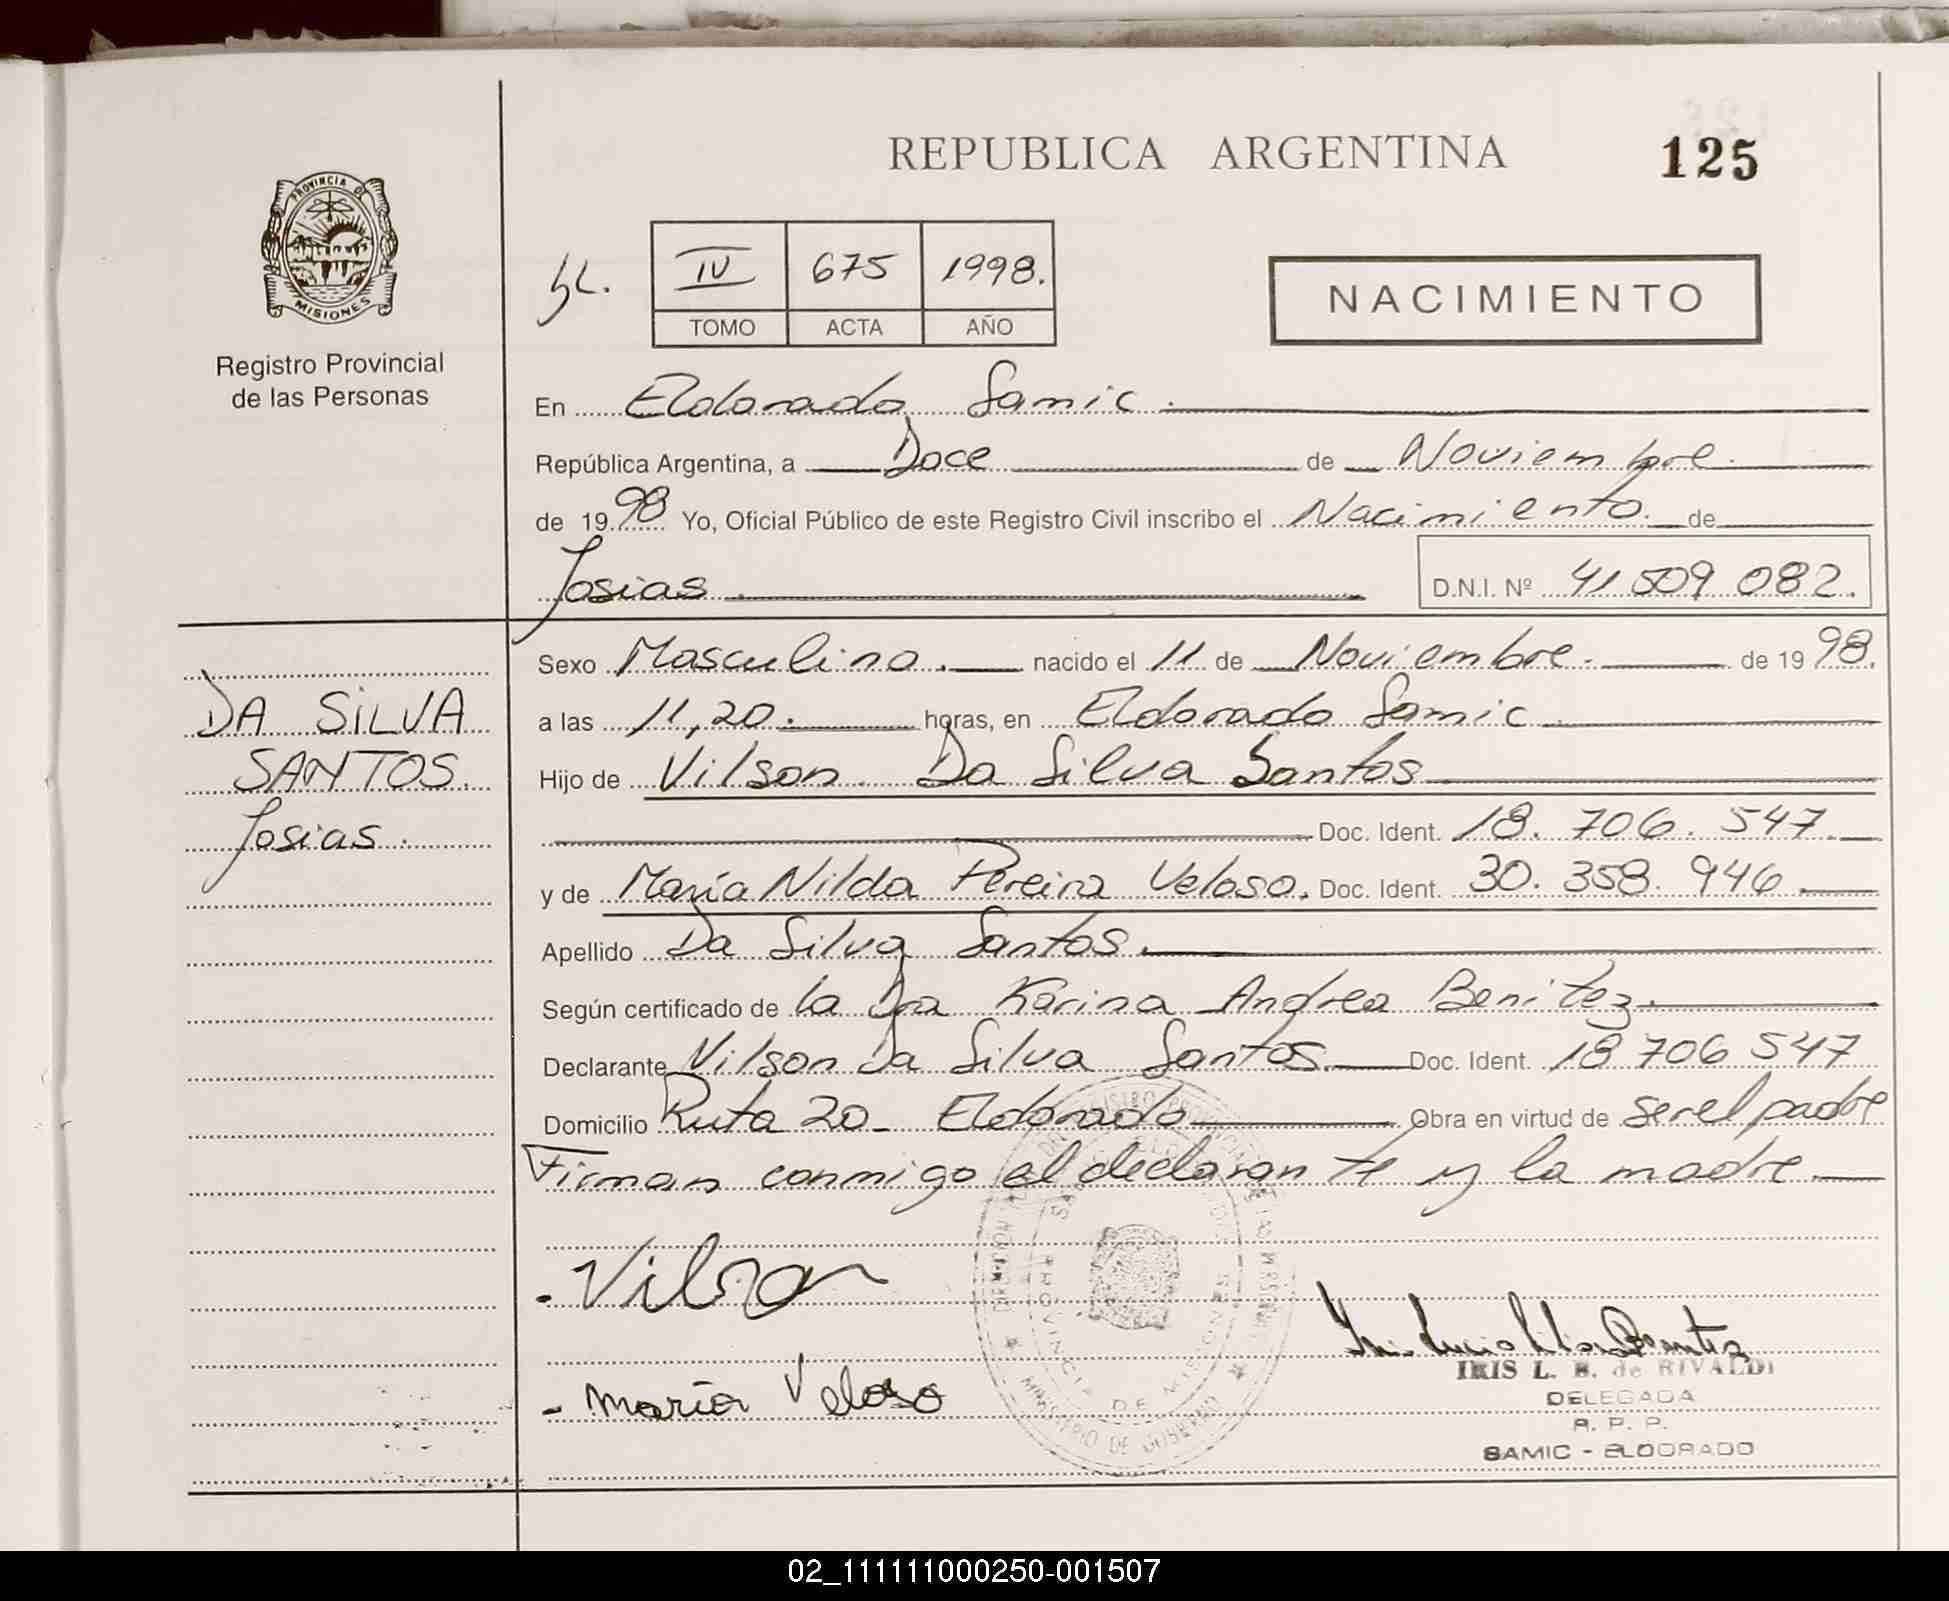 REPUBLICA ARGENTINA
125
PROVINCIA DE
MISIONES
Registro Provincial
de las Personas
IV 675 1998.
TOMO ACTA AÑO
NACIMIENTO
En Eldorado Samic.
República Argentina, a Doce de Noviembre.
de 1998 Yo, Oficial Público de este Registro Civil inscribo el Nacimiento. de
Josias
D.N.I. Nº 41 509 082.
DA SILVA
SANTOS.
Josias.
Sexo Masculino. nacido el 11 de Noviembre. de 1998.
a las 11,20. horas, en Eldorado Samic
Hijo de Vilson Da Silva Santos
Doc. Ident. 18. 706. 547
y de María Nilda Pereira Veloso. Doc. Ident. 30. 358. 946
Apellido Da Silva Santos.
Según certificado de la Dra Karina Andrea Benitez.
Declarante Vilson Da Silva Santos. Doc. Ident. 18 706 547
Domicilio Ruta 20 - Eldorado Obra en virtud de ser el padre
Firman conmigo el declarante y la madre
- Vilson
- María Veloso
PROVINCIA DE MISIONES
MINISTERIO DE GOBIERNO
IRIS L. B. de RIVALDI
DELEGADA
R. P. P.
SAMIC - ELDORADO
02_111111000250-001507